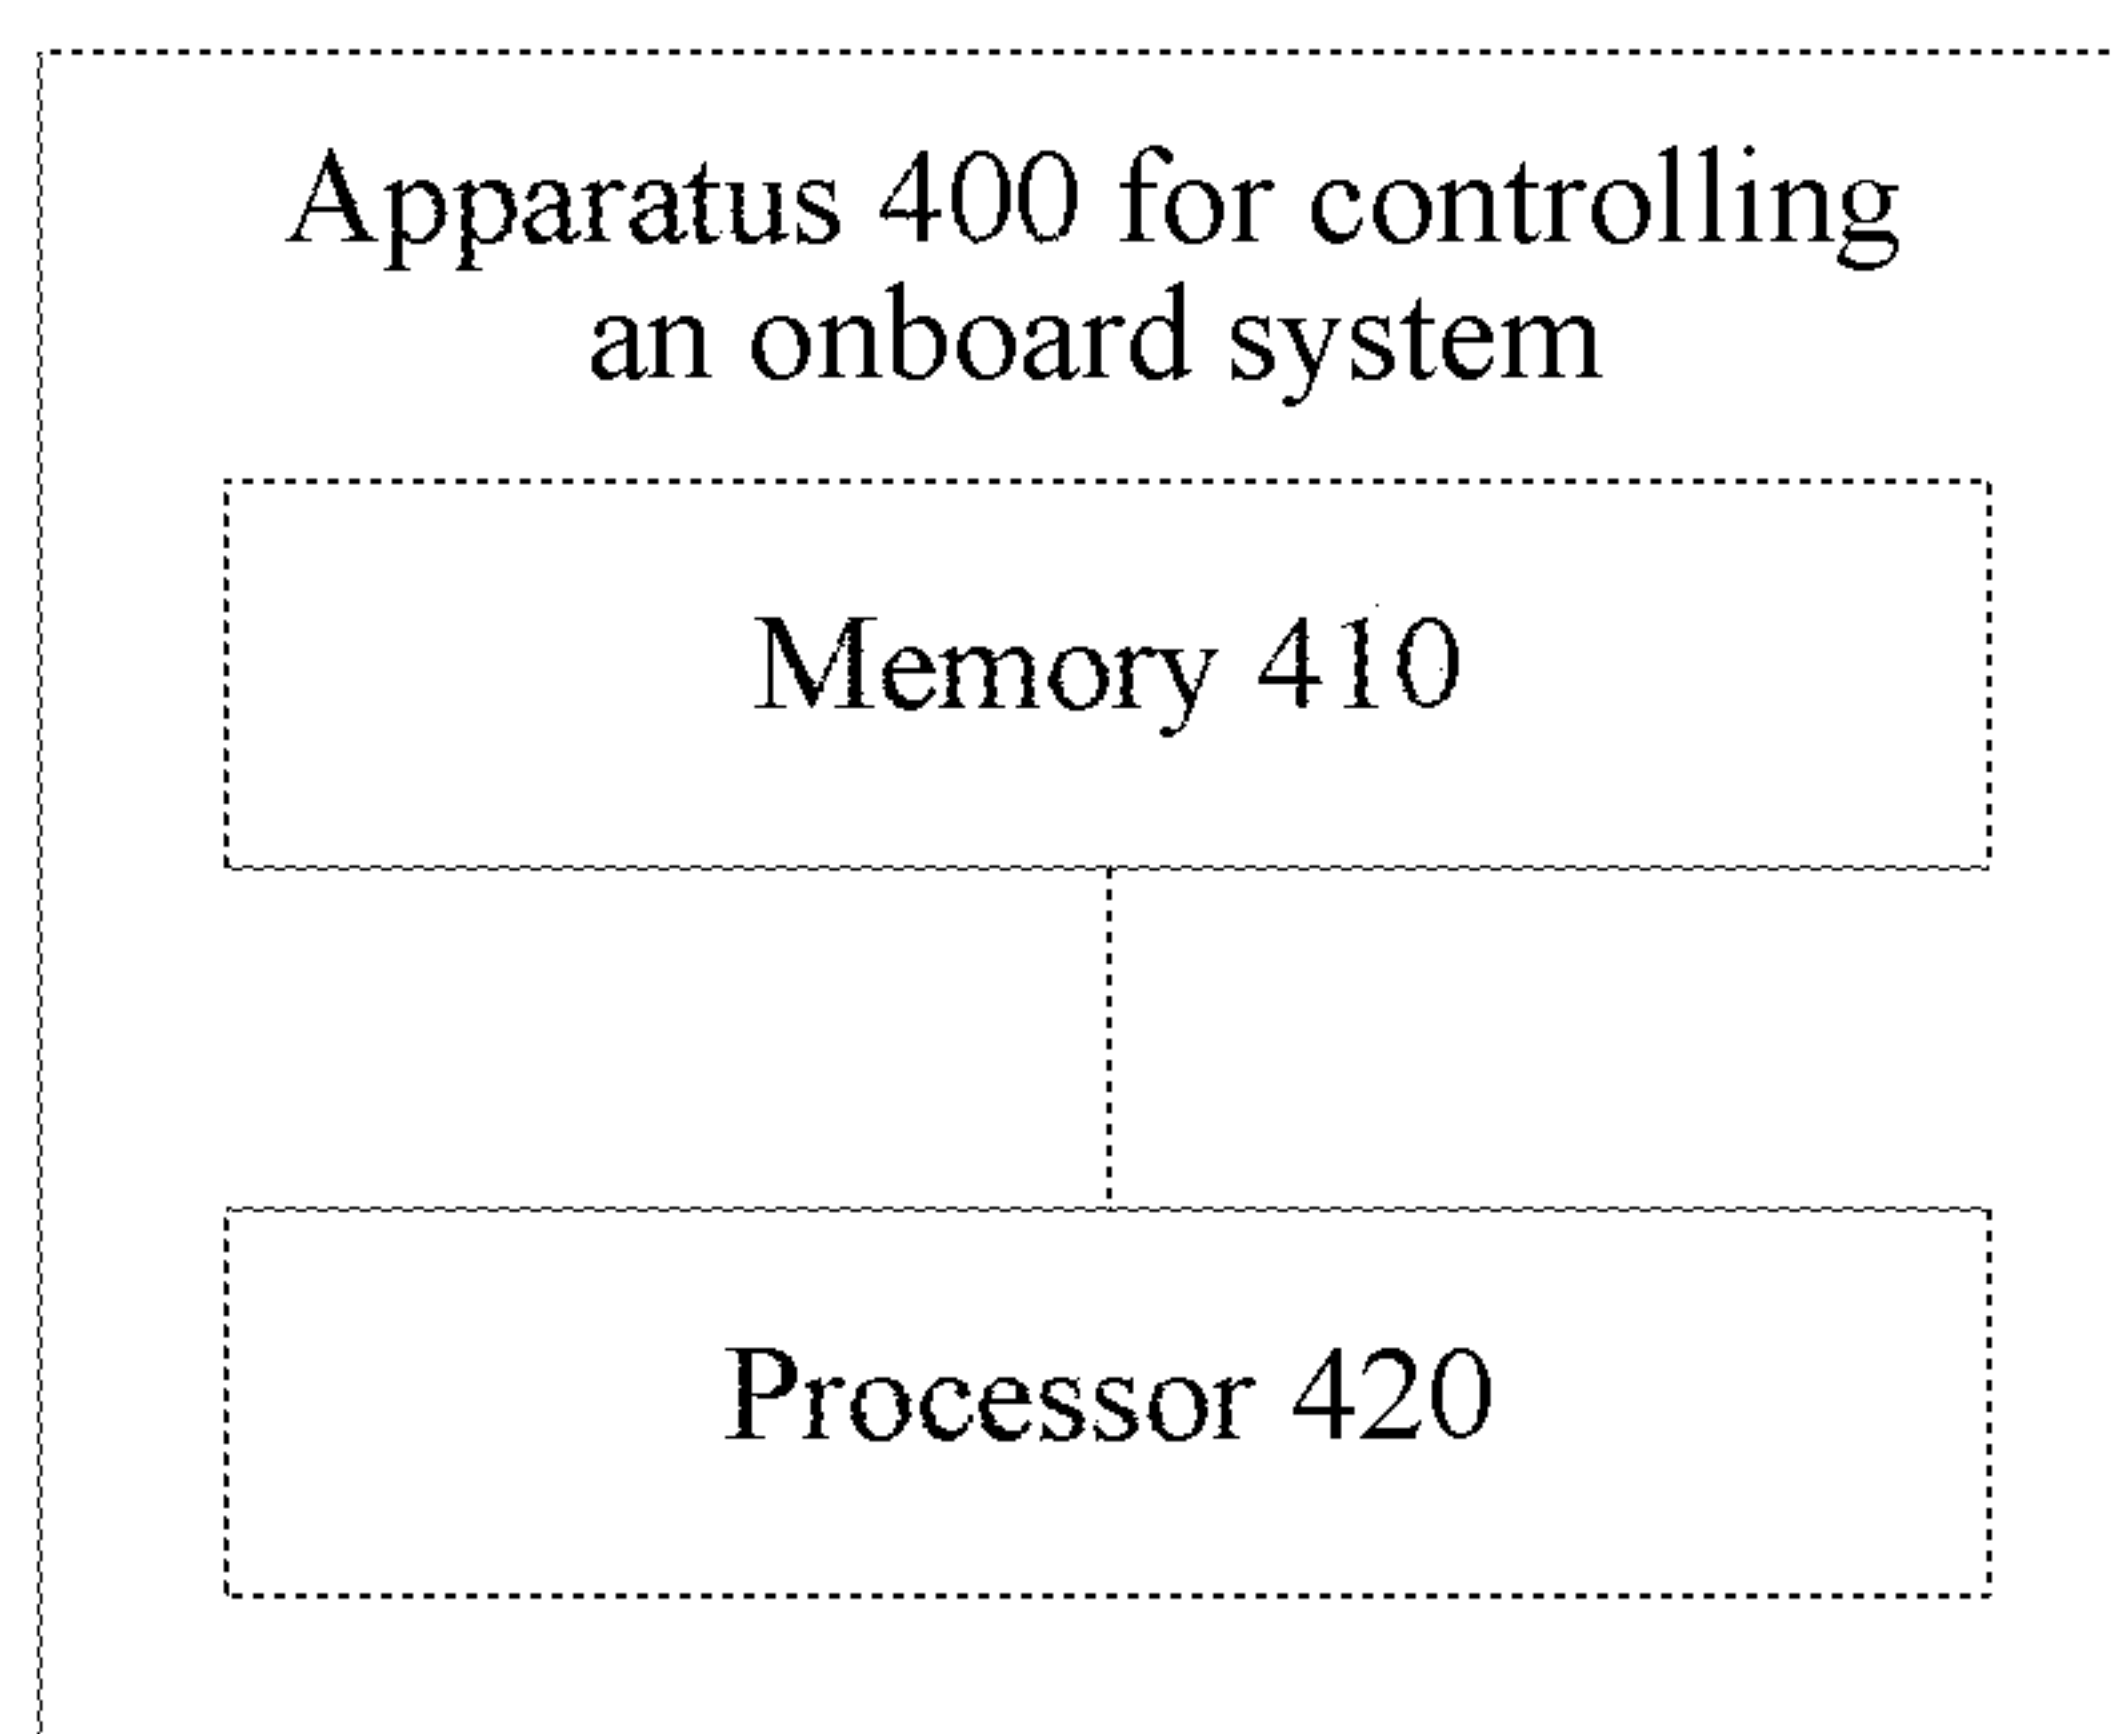 Apparatus 400 for controlling
an onboard system
Memory 410
Processor 420